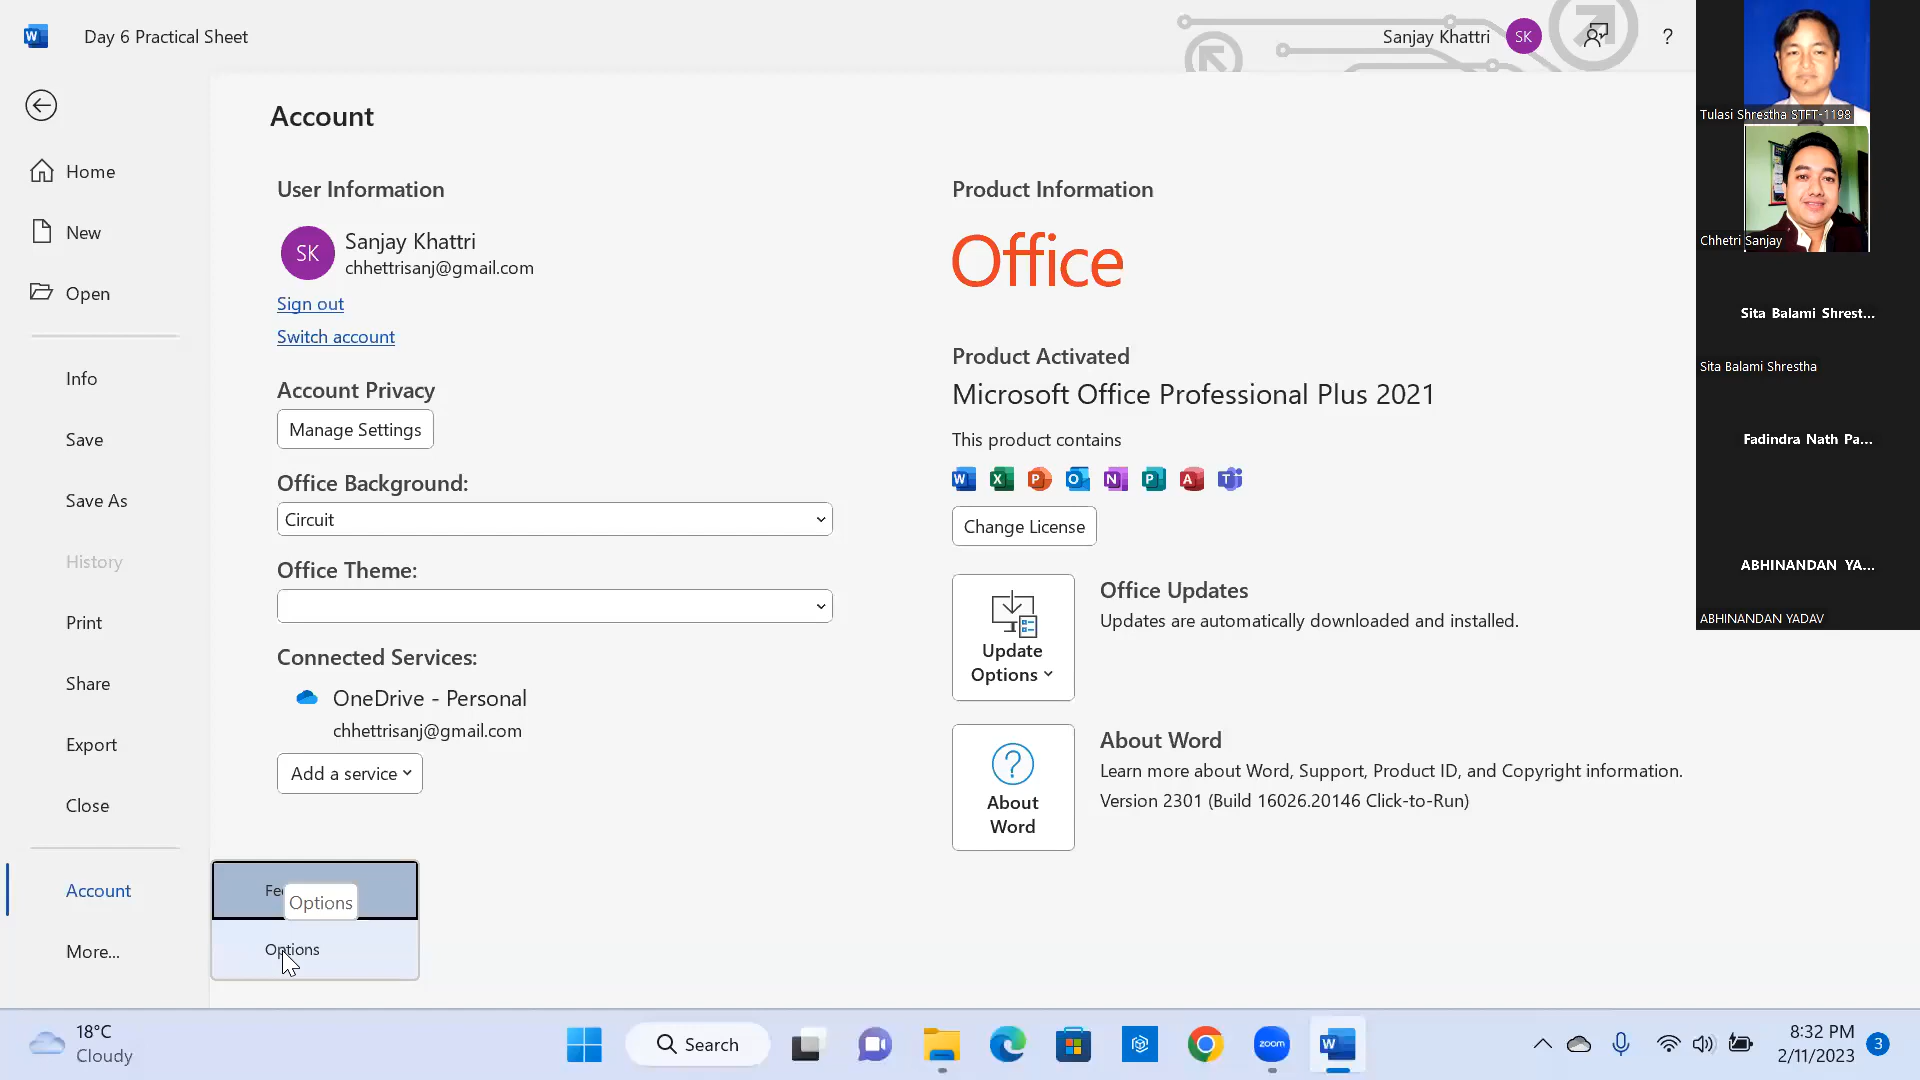 Day 6 Practical Sheet
Sanjay Khattri
SK
?
Home
New
Open
Info
Save
Save As
History
Print
Share
Export
Close
Account
More...
Account
User Information
SK
Sanjay Khattri
chhettrisanj@gmail.com
Sign out
Switch account
Account Privacy
Manage Settings
Office Background:
Circuit
Office Theme:
Connected Services:
OneDrive - Personal
chhettrisanj@gmail.com
Add a service
Options
Options
Product Information
Office
Product Activated
Microsoft Office Professional Plus 2021
This product contains
W X P O N P A T
Change License
Update
Options
Office Updates
Updates are automatically downloaded and installed.
About
Word
About Word
Learn more about Word, Support, Product ID, and Copyright information.
Version 2301 (Build 16026.20146 Click-to-Run)
Tulasi Shrestha STFT-1198
Chhetri Sanjay
Sita Balami Shrest...
Sita Balami Shrestha
Fadindra Nath Pa...
ABHINANDAN YA...
ABHINANDAN YADAV
18°C
Cloudy
Search
zoom
W
8:32 PM
2/11/2023
3